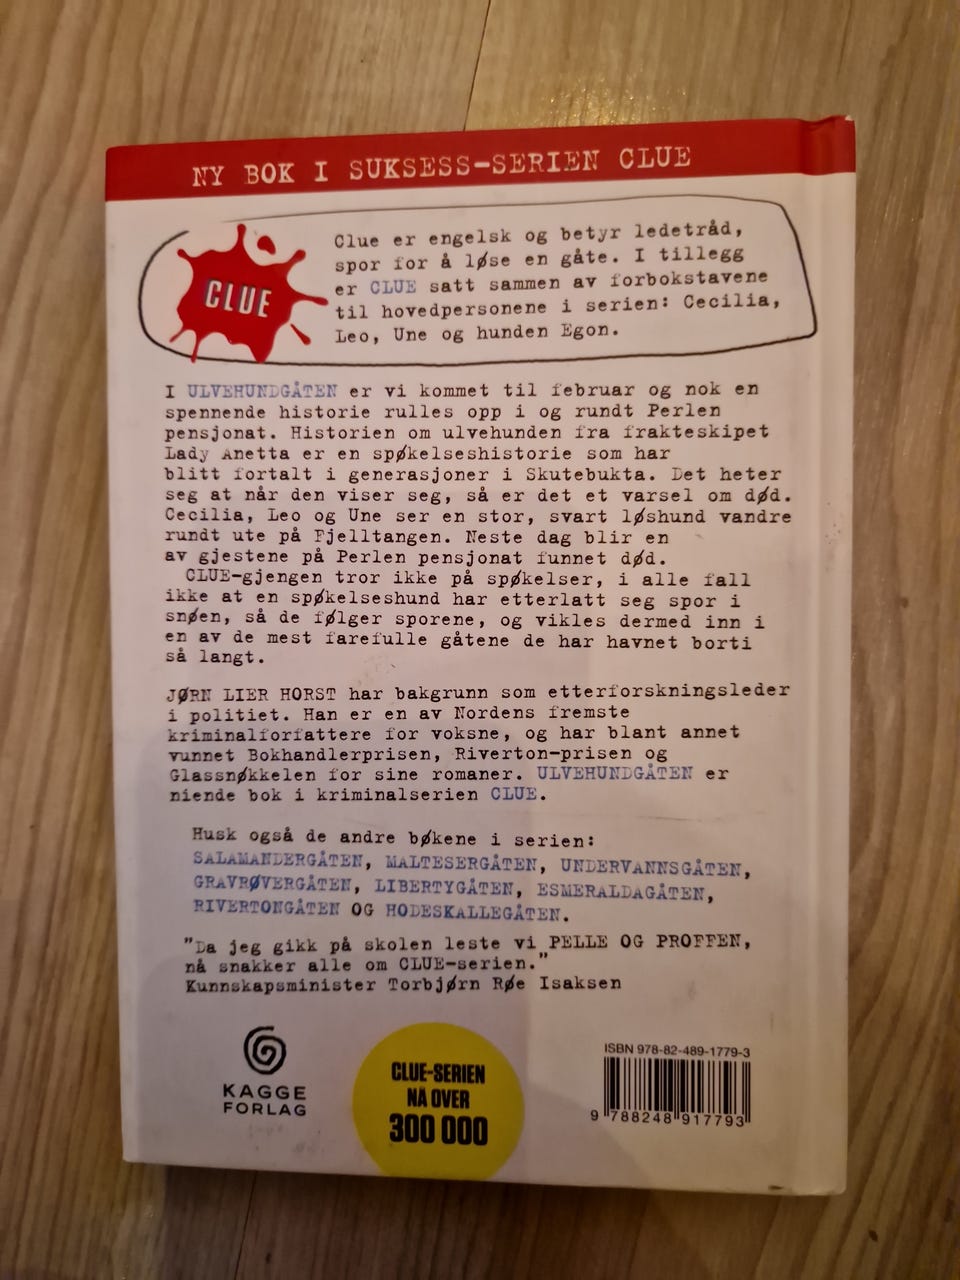 NY BOK I SUKSESS-SERIEN CLUE
CLUE
Clue er engelsk og betyr ledetråd,
spor for å løse en gåte. I tillegg
er CLUE satt sammen av forbokstavene
til hovedpersonene i serien: Cecilia,
Leo, Une og hunden Egon.
I ULVEHUNDGÅTEN er vi kommet til februar og nok en
spennende historie rulles opp i og rundt Perlen
pensjonat. Historien om ulvehunden fra frakteskipet
Lady Anetta er en spøkelseshistorie som har
blitt fortalt i generasjoner i Skutebukta. Det heter
seg at når den viser seg, så er det et varsel om død.
Cecilia, Leo og Une ser en stor, svart løshund vandre
rundt ute på Fjelltangen. Neste dag blir en
av gjestene på Perlen pensjonat funnet død.
CLUE-gjengen tror ikke på spøkelser, i alle fall
ikke at en spøkelseshund har etterlatt seg spor i
snøen, så de følger sporene, og vikles dermed inn i
en av de mest farefulle gåtene de har havnet borti
så langt.
JØRN LIER HORST har bakgrunn som etterforskningsleder
i politiet. Han er en av Nordens fremste
kriminalforfattere for voksne, og har blant annet
vunnet Bokhandlerprisen, Riverton-prisen og
Glassnøkkelen for sine romaner. ULVEHUNDGÅTEN er
niende bok i kriminalserien CLUE.
Husk også de andre bøkene i serien:
SALAMANDERGÅTEN, MALTESERGÅTEN, UNDERVANNSGÅTEN,
GRAVRØVERGÅTEN, LIBERTYGÅTEN, ESMERALDAGÅTEN,
RIVERTONGÅTEN OG HODESKALLEGÅTEN.
"Da jeg gikk på skolen leste vi PELLE OG PROFFEN,
nå snakker alle om CLUE-serien."
Kunnskapsminister Torbjørn Røe Isaksen
KAGGE
FORLAG
CLUE-SERIEN
NÅ OVER
300 000
ISBN 978-82-489-1779-3
9 788248 917793